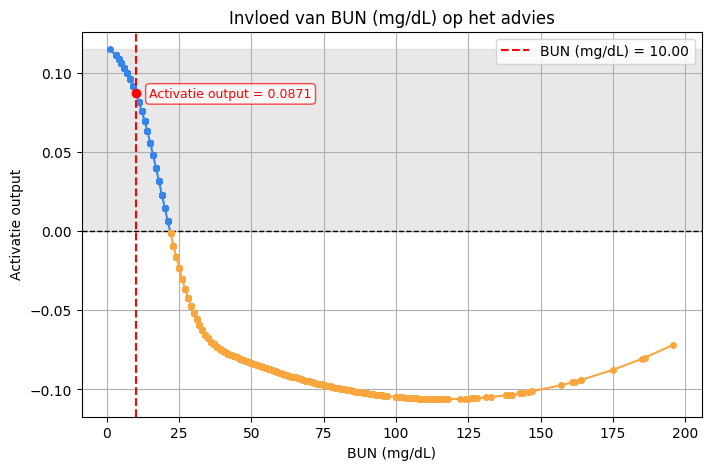 Invloed van BUN (mg/dL) op het advies
BUN (mg/dL) = 10.00
Activatie output = 0.0871
Activatie output
0.10
0.05
0.00
−0.05
−0.10
0 25 50 75 100 125 150 175 200
BUN (mg/dL)